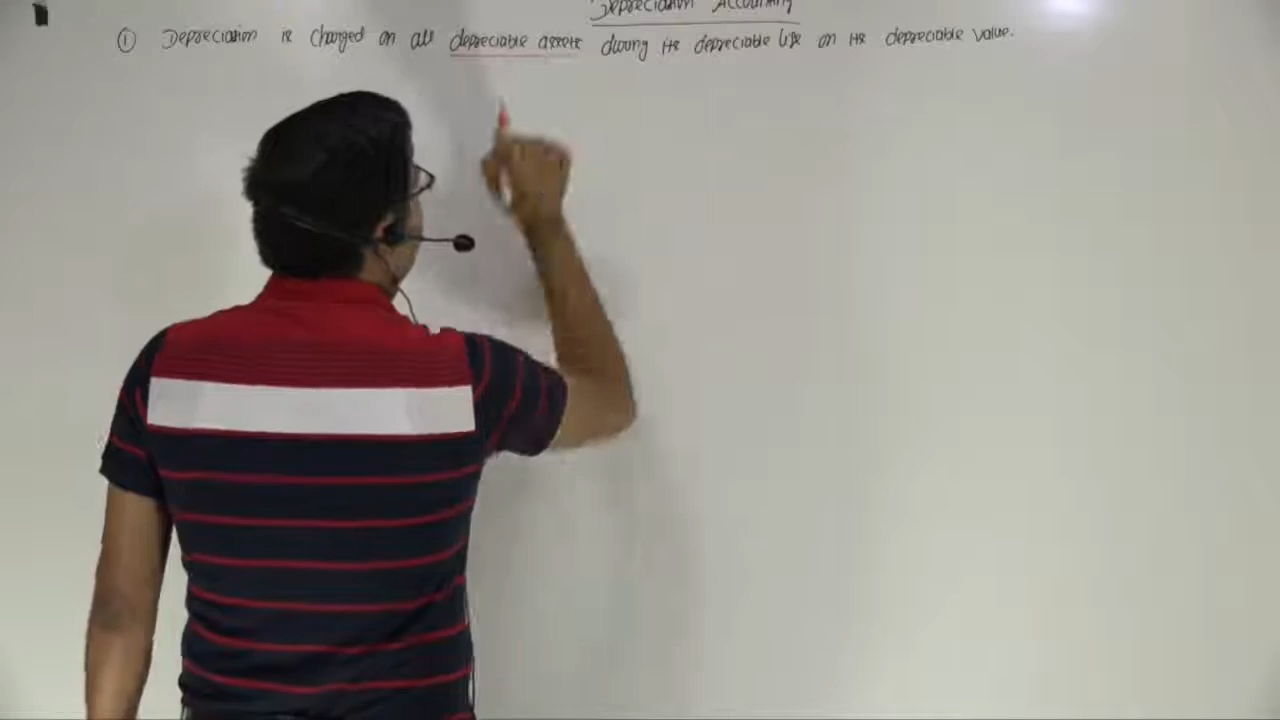 Depreciation Accounting
① Depreciation is charged on all depreciable assets during its depreciable life on its depreciable value.